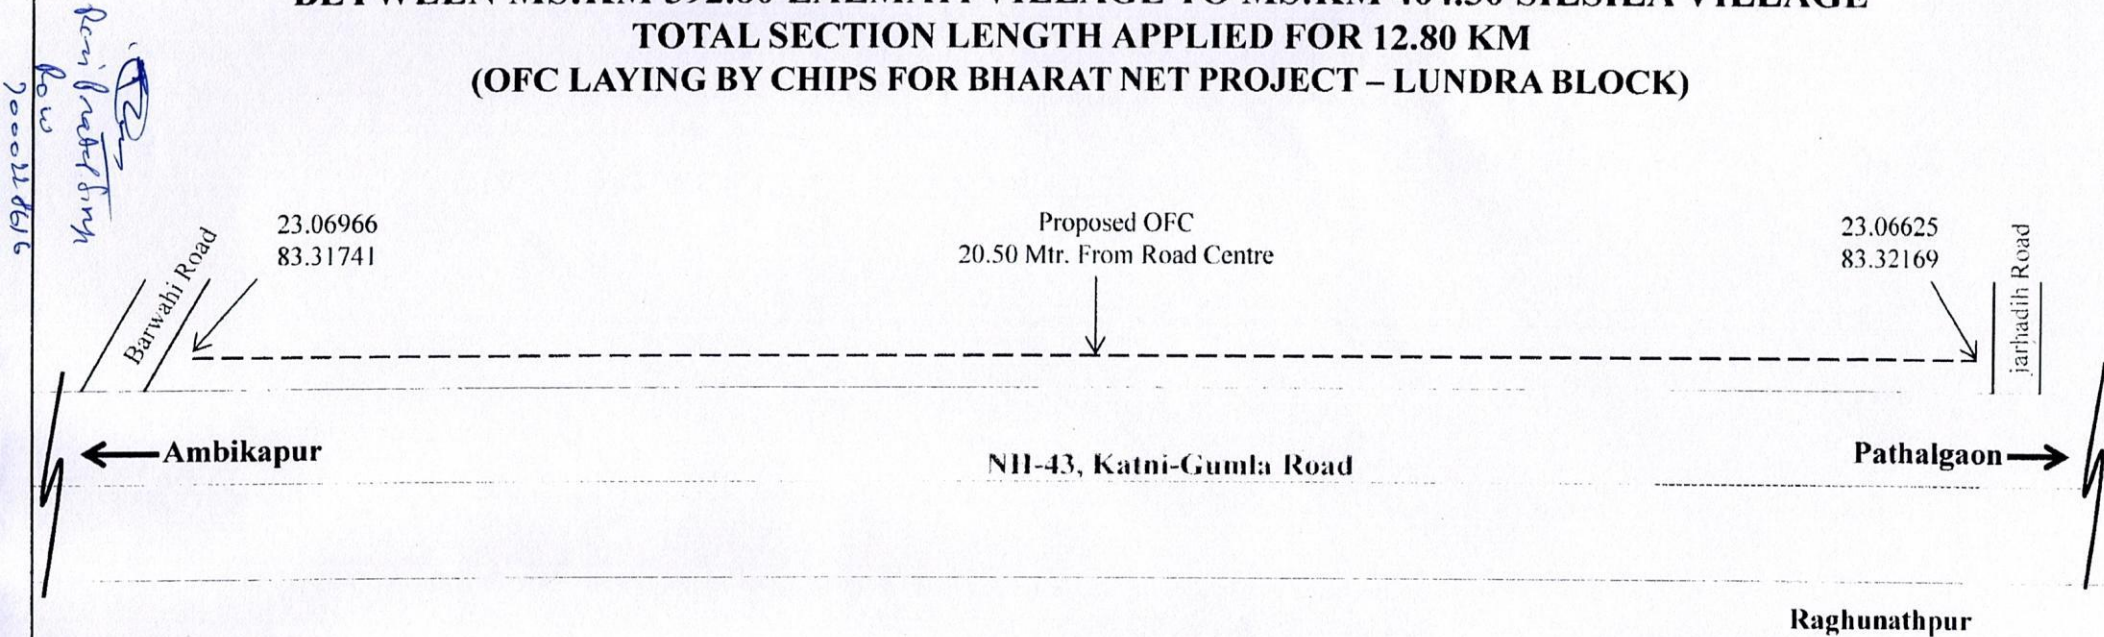 TOTAL SECTION LENGTH APPLIED FOR 12.80 KM
(OFC LAYING BY CHIPS FOR BHARAT NET PROJECT – LUNDRA BLOCK)
Row
Barwahi Road
23.06966
83.31741
Proposed OFC
20.50 Mtr. From Road Centre
23.06625
83.32169
jarhadih Road
Ambikapur
NH-43, Katni-Gumla Road
Pathalgaon
Raghunathpur